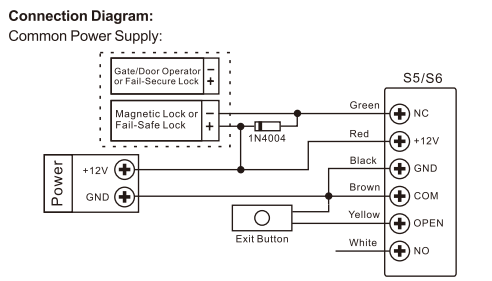 Connection Diagram:
Common Power Supply:
Gate/Door Operator
or Fail-Secure Lock
−
+
Magnetic Lock or
Fail-Safe Lock
−
+
1N4004
S5/S6
Green
NC
Red
+12V
Black
GND
Brown
COM
Yellow
OPEN
White
NO
Power
+12V
GND
Exit Button